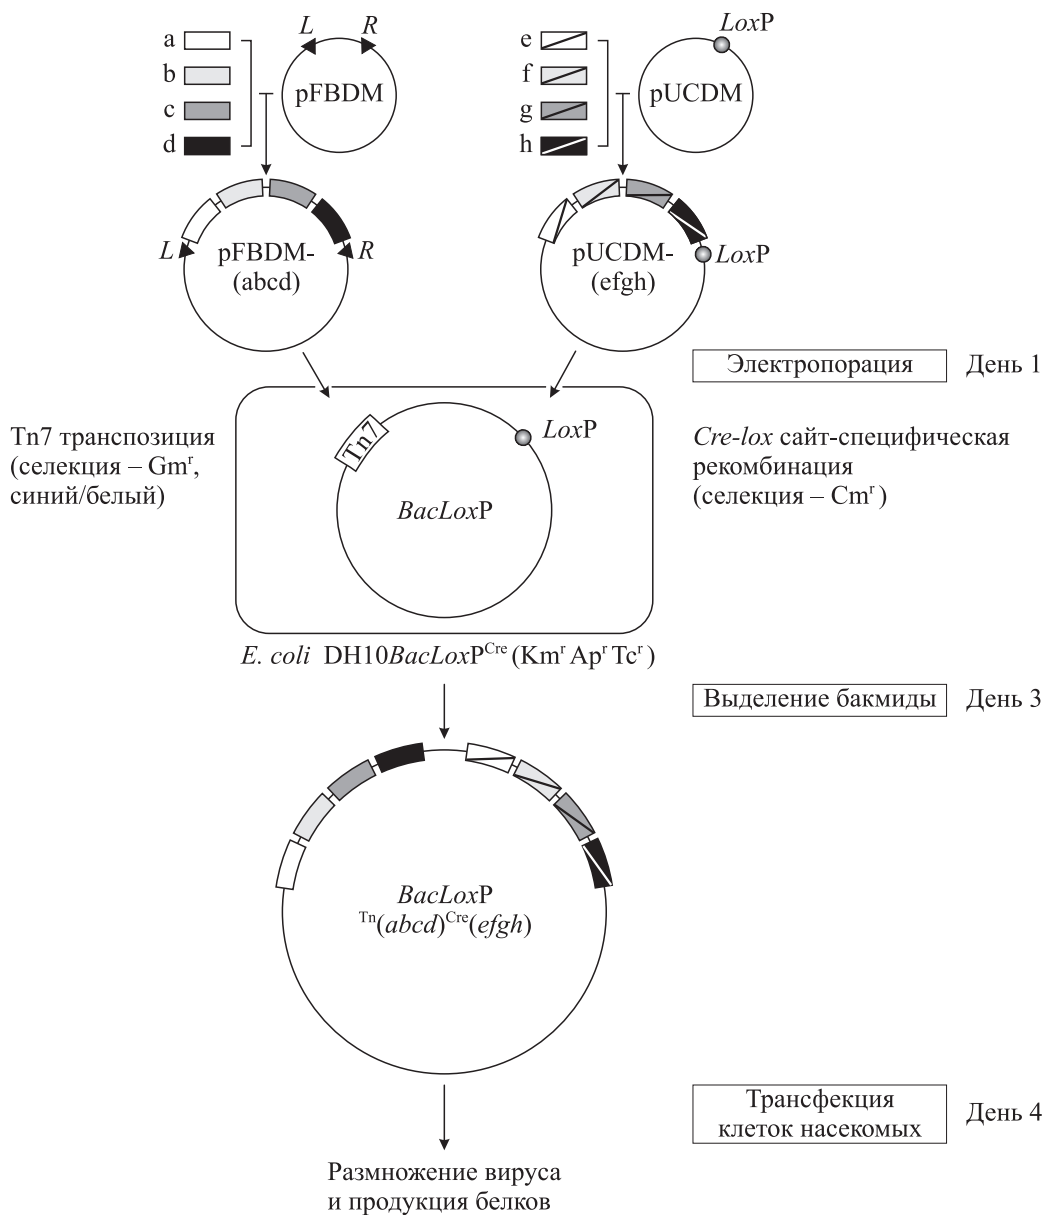 a
b
c
d
L R
pFBDM
e
f
g
h
LoxP
pUCDM
L
pFBDM-
(abcd)
R
pUCDM-
(efgh)
LoxP
Электропорация День 1
Tn7 транспозиция
(селекция – Gmʳ,
синий/белый)
Tn7
LoxP
BacLoxP
Cre-lox сайт-специфическая
рекомбинация
(селекция – Cmʳ)
E. coli DH10BacLoxPᶜʳᵉ (Kmʳ Apʳ Tcʳ)
Выделение бакмиды День 3
BacLoxP
ᵀⁿ(abcd)ᶜʳᵉ(efgh)
Трансфекция
клеток насекомых
День 4
Размножение вируса
и продукция белков